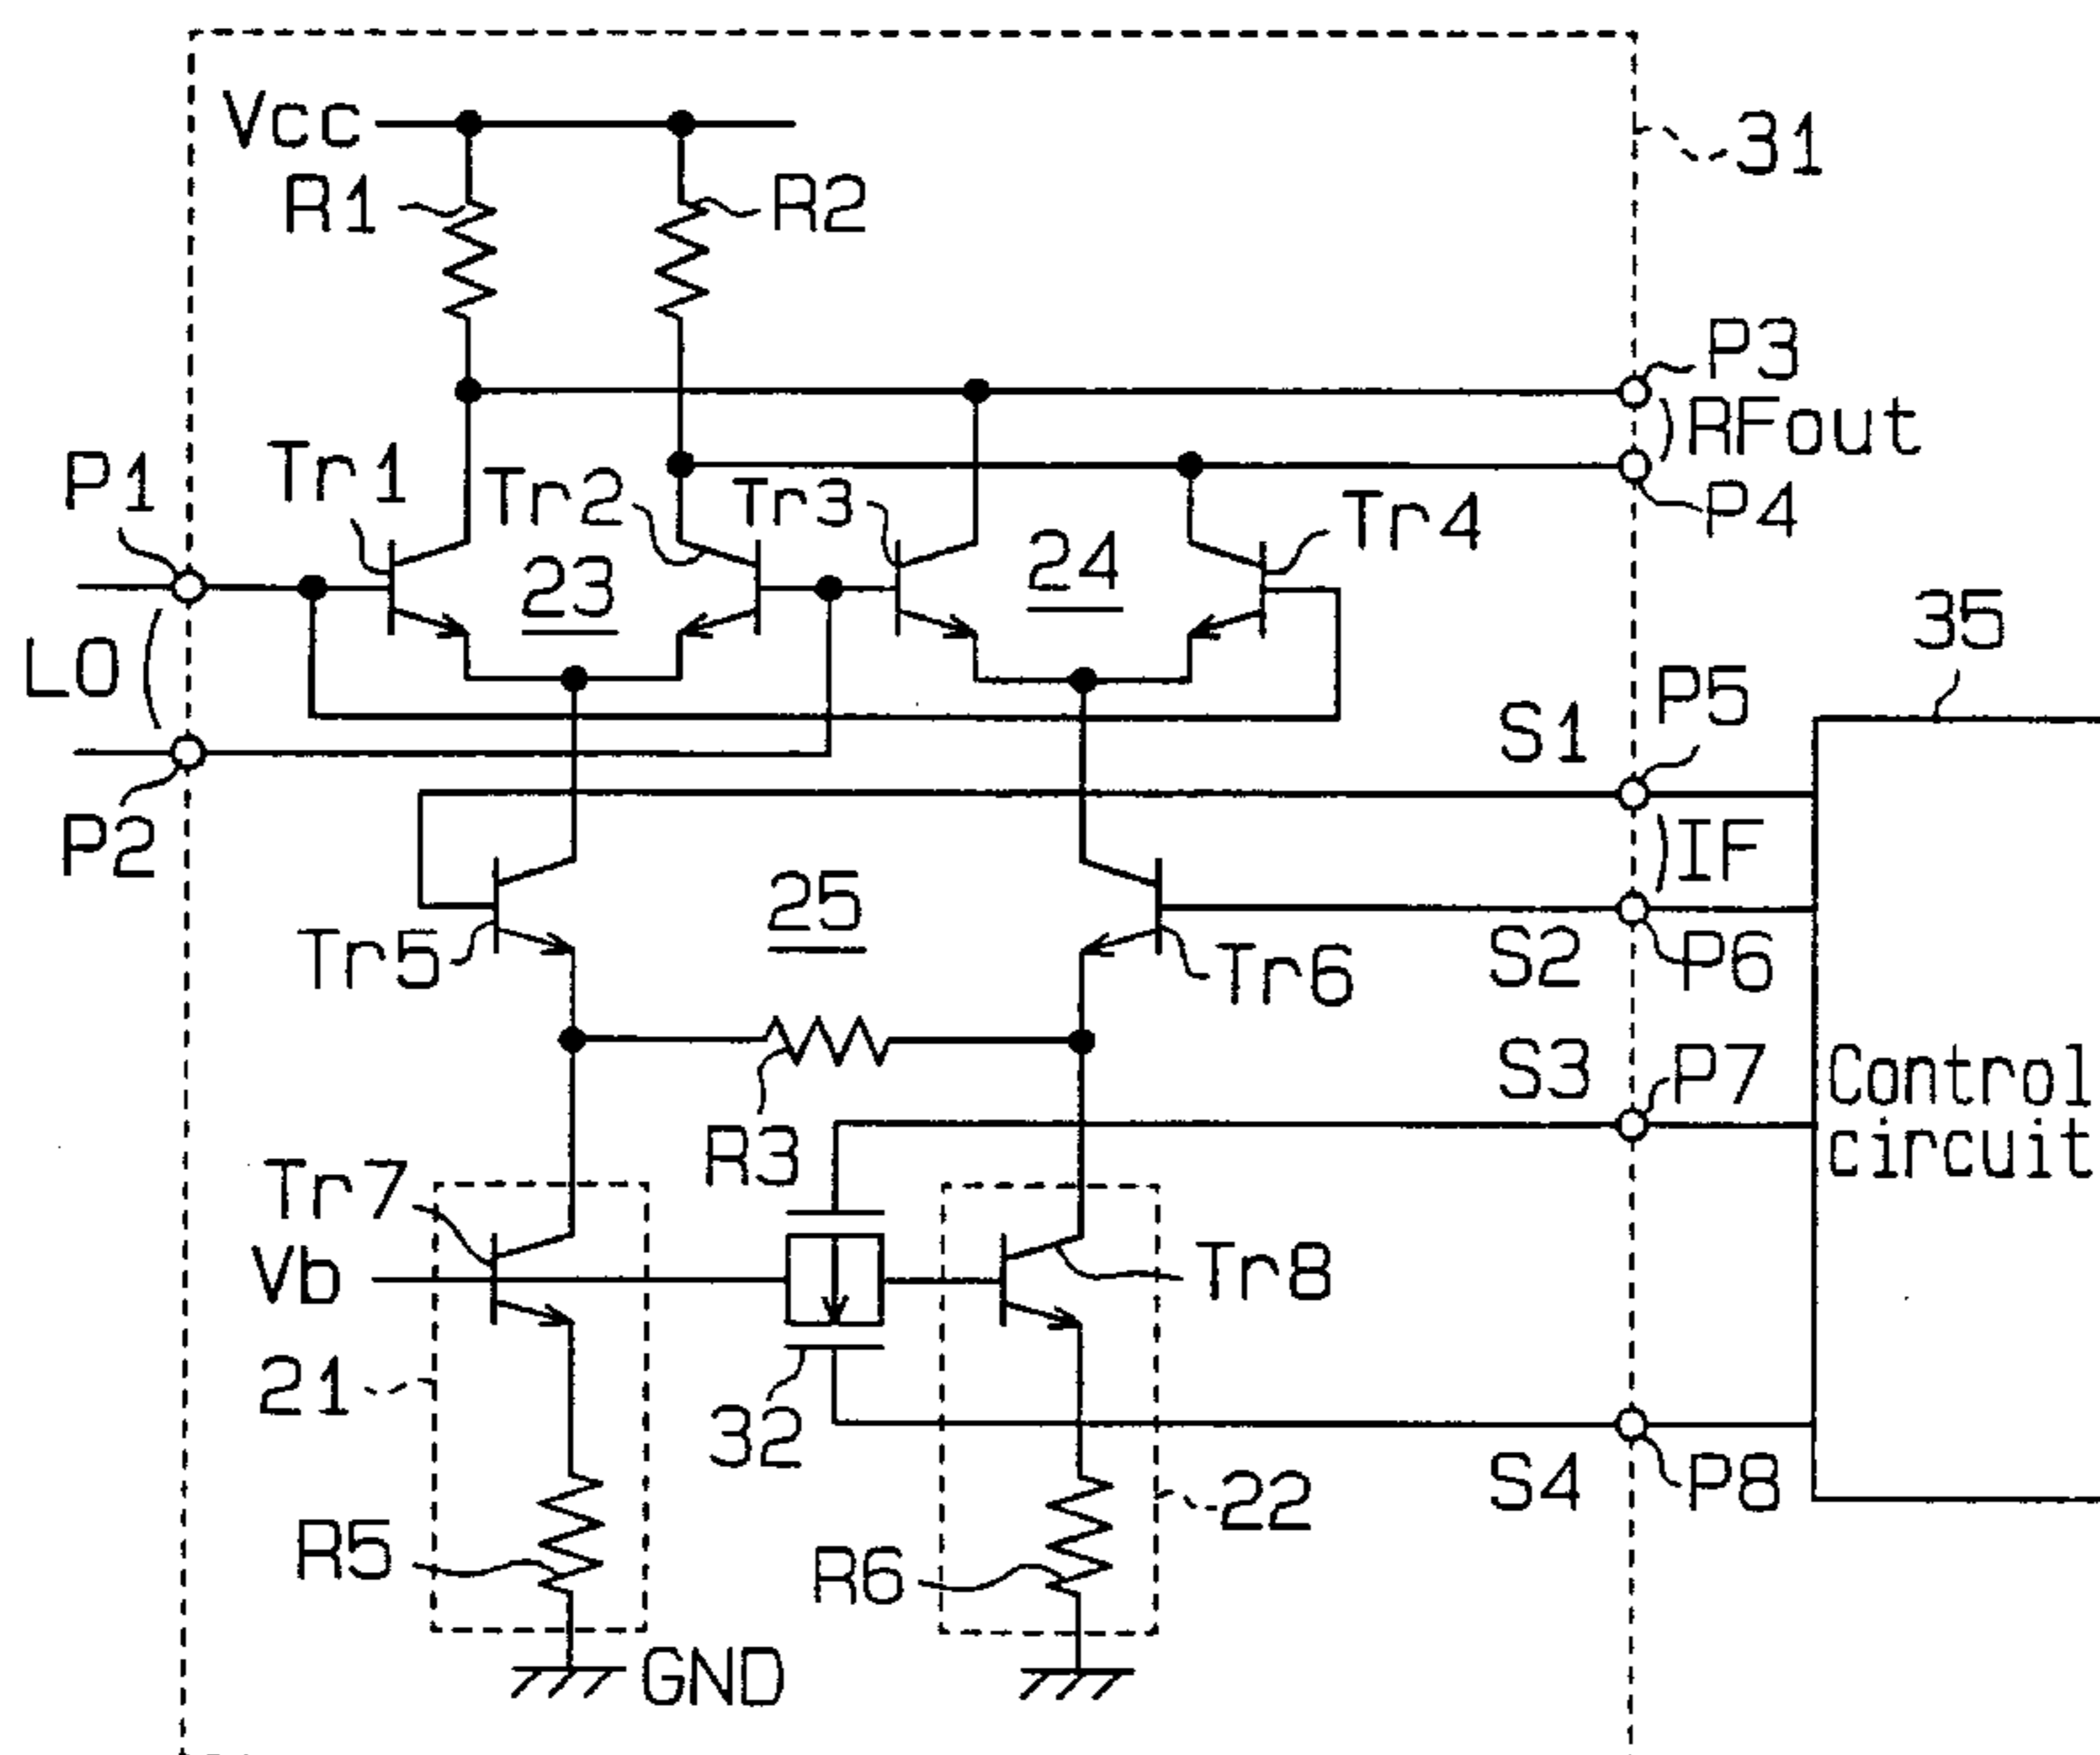 Vcc
R1
R2
31
P3
RFout
P4
P1
Tr1
Tr2
Tr3
Tr4
23
24
LO
35
P2
S1
P5
IF
25
Tr5
Tr6
S2
P6
S3
P7
Control
circuit
R3
Tr7
Vb
Tr8
21
32
S4
P8
22
R5
R6
GND